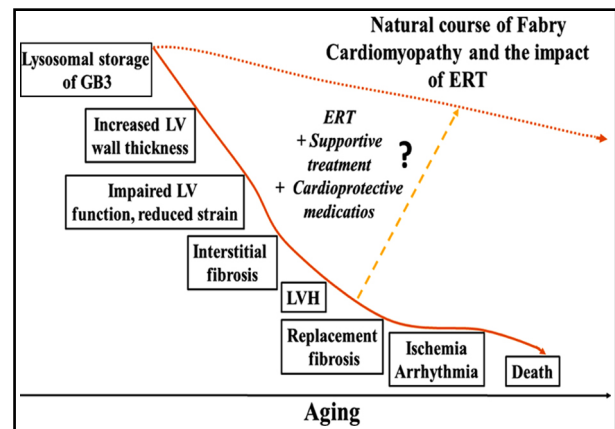 Natural course of Fabry
Cardiomyopathy and the impact
of ERT
Lysosomal storage
of GB3
Increased LV
wall thickness
Impaired LV
function, reduced strain
Interstitial
fibrosis
LVH
Replacement
fibrosis
Ischemia
Arrhythmia
Death
ERT
+ Supportive
treatment
+ Cardioprotective
medicatios
?
Aging